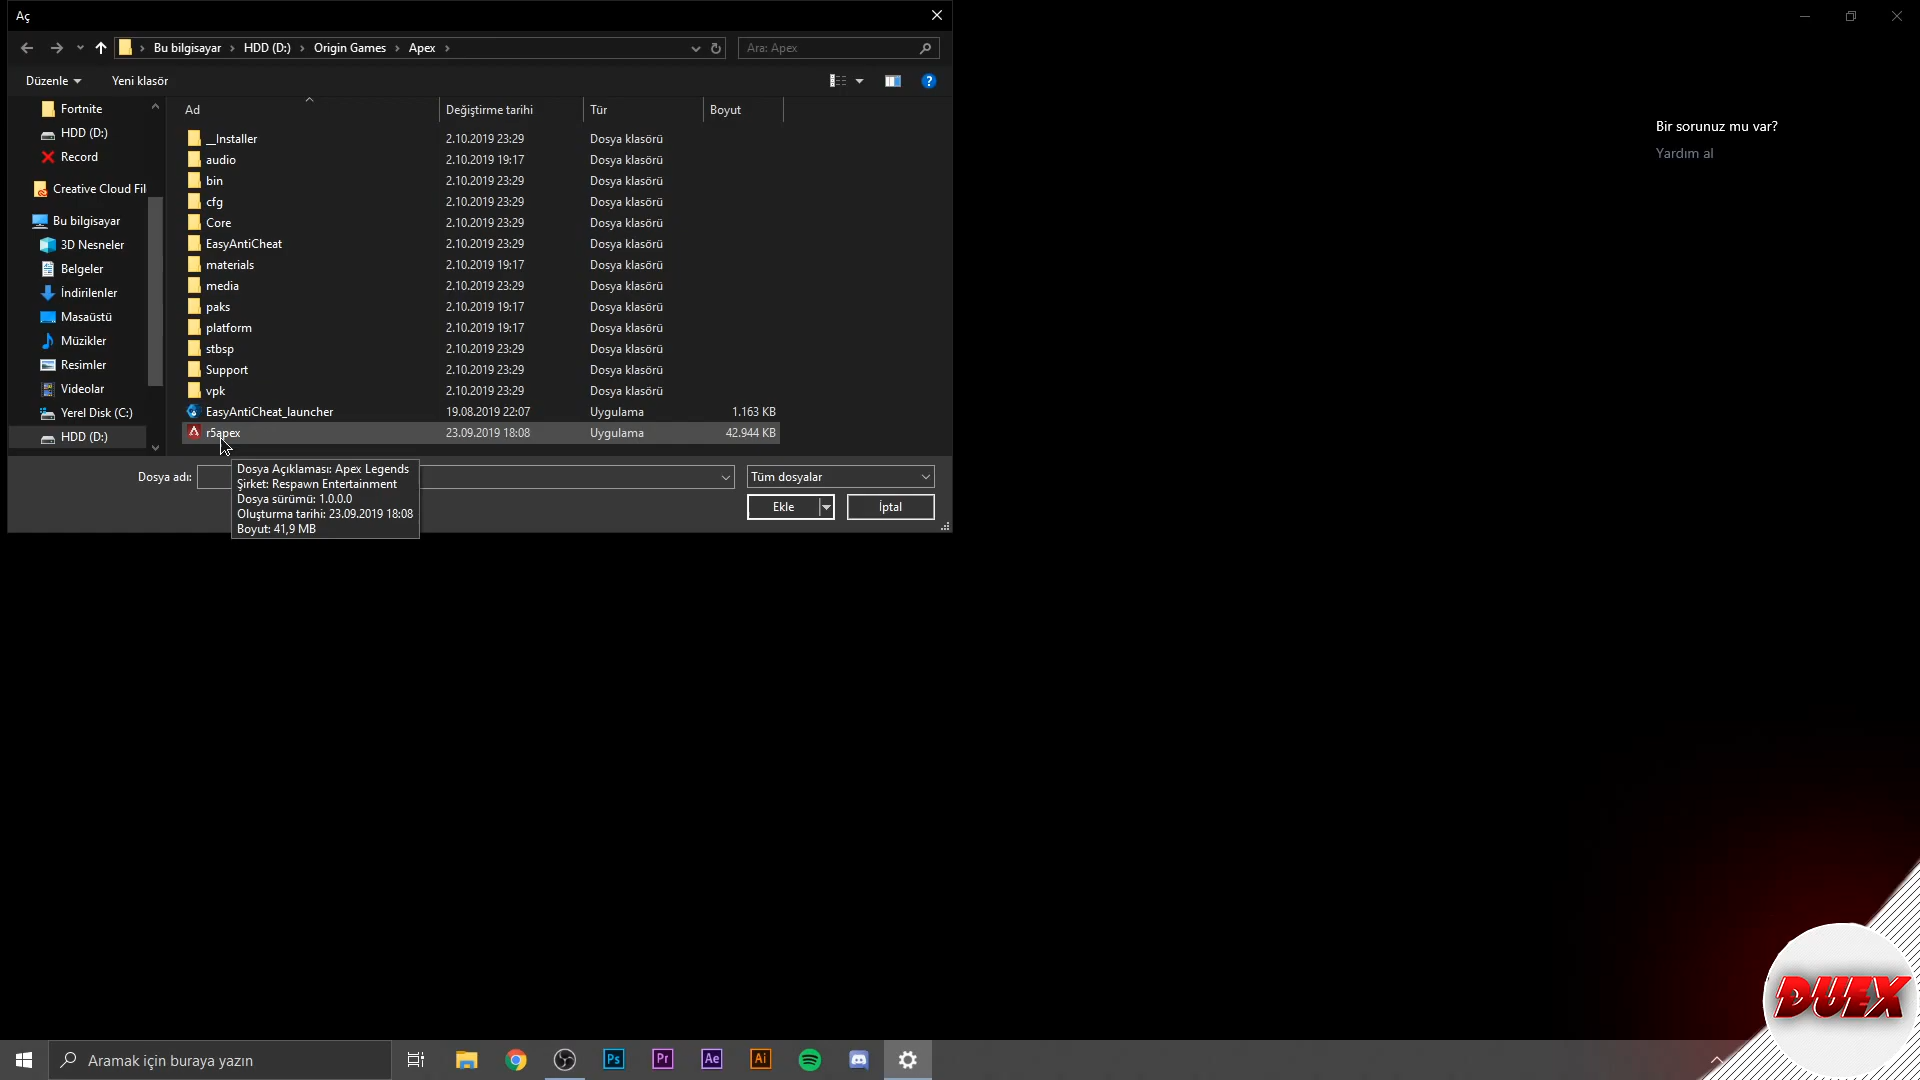 Aç
Bu bilgisayar
HDD (D:)
Origin Games
Apex
Ara: Apex
Düzenle
Yeni klasör
Fortnite
HDD (D:)
Record
Creative Cloud Fil
Bu bilgisayar
3D Nesneler
Belgeler
İndirilenler
Masaüstü
Müzikler
Resimler
Videolar
Yerel Disk (C:)
HDD (D:)
Ad Değiştirme tarihi Tür Boyut
__Installer 2.10.2019 23:29 Dosya klasörü
audio 2.10.2019 19:17 Dosya klasörü
bin 2.10.2019 23:29 Dosya klasörü
cfg 2.10.2019 23:29 Dosya klasörü
Core 2.10.2019 23:29 Dosya klasörü
EasyAntiCheat 2.10.2019 23:29 Dosya klasörü
materials 2.10.2019 19:17 Dosya klasörü
media 2.10.2019 23:29 Dosya klasörü
paks 2.10.2019 19:17 Dosya klasörü
platform 2.10.2019 19:17 Dosya klasörü
stbsp 2.10.2019 23:29 Dosya klasörü
Support 2.10.2019 23:29 Dosya klasörü
vpk 2.10.2019 23:29 Dosya klasörü
EasyAntiCheat_launcher 19.08.2019 22:07 Uygulama 1.163 KB
r5apex 23.09.2019 18:08 Uygulama 42.944 KB
Dosya adı:
Tüm dosyalar
Dosya Açıklaması: Apex Legends
Şirket: Respawn Entertainment
Dosya sürümü: 1.0.0.0
Oluşturma tarihi: 23.09.2019 18:08
Boyut: 41,9 MB
Ekle
İptal
Bir sorunuz mu var?
Yardım al
DUEX
Aramak için buraya yazın
Ps
Pr
Ae
Ai